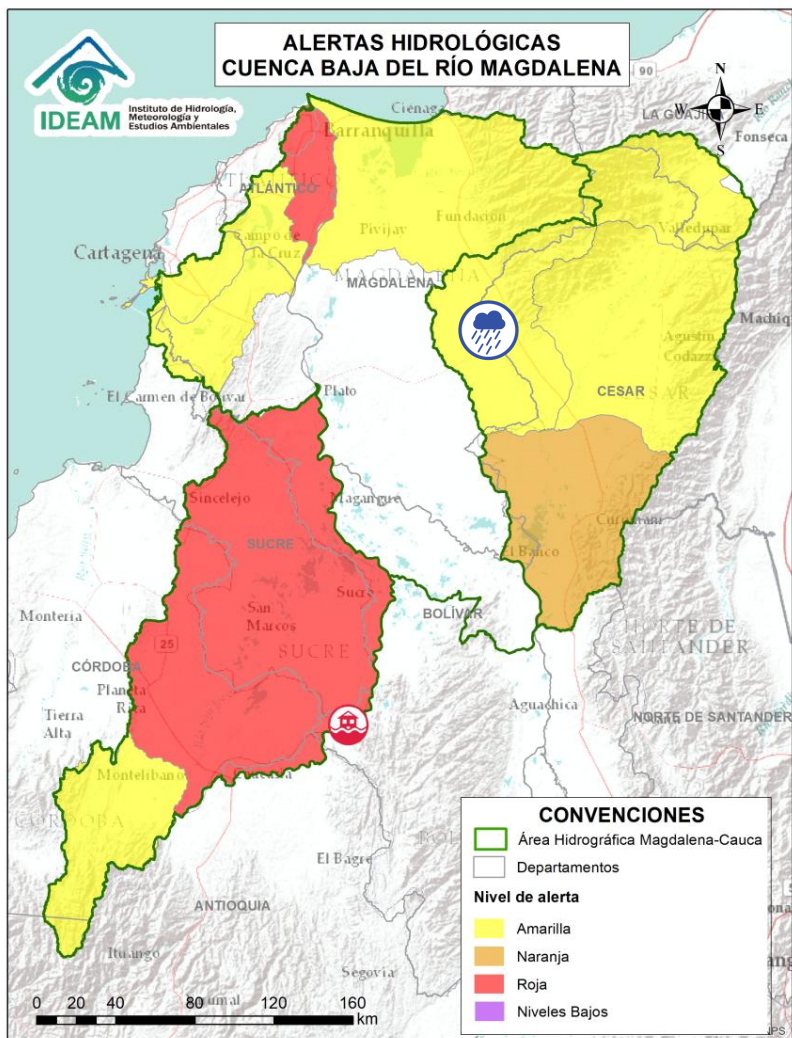 ALERTAS HIDROLÓGICAS
CUENCA BAJA DEL RÍO MAGDALENA
IDEAM
Instituto de Hidrología,
Meteorología y
Estudios Ambientales
90
N
W
E
S
Ciénaga
LA GUAJIRA
Fonseca
Barranquilla
ATLÁNTICO
Pivijay
Fundación
Valledupar
Campo de
la Cruz
Cartagena
MAGDALENA
MAGDALENA
Machiq
Agustín
Codazzi
El Carmen de Bolívar
Plato
CESAR
Sincelejo
Magangue
Curumaní
El Banco
SUCRE
Sucre
Montería
San
Marcos
BOLÍVAR
25
SUCRE
NORTE DE
SANTANDER
CÓRDOBA
Planeta
Rica
Tierra
Alta
Aguachica
NORTE DE SANTANDER
Montelíbano
Caucasia
CÓRDOBA
El Bagre
ANTIOQUIA
Ituango
Segovia
CONVENCIONES
Área Hidrográfica Magdalena-Cauca
Departamentos
Nivel de alerta
Amarilla
Naranja
Roja
Niveles Bajos
0 20 40 80 120 160
km